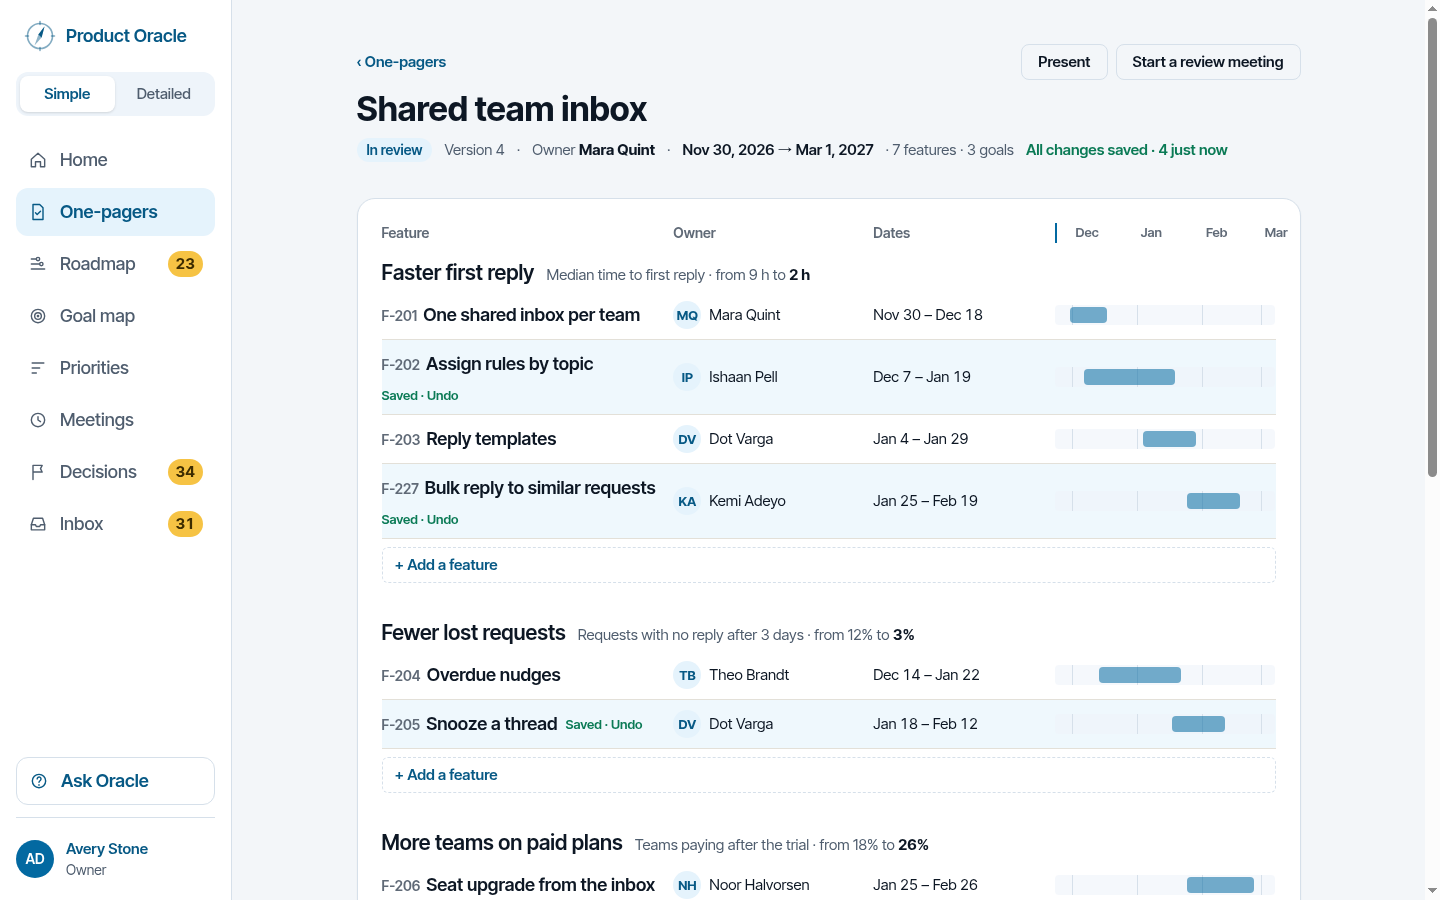 Product Oracle
Simple Detailed
Home
One-pagers
Roadmap 23
Goal map
Priorities
Meetings
Decisions 34
Inbox 31
Ask Oracle
AD Avery Stone
Owner
‹ One-pagers
Present Start a review meeting
Shared team inbox
In review Version 4 · Owner Mara Quint · Nov 30, 2026 → Mar 1, 2027 · 7 features · 3 goals All changes saved · 4 just now
Feature Owner Dates Dec Jan Feb Mar
Faster first reply Median time to first reply · from 9 h to 2 h
F-201 One shared inbox per team MQ Mara Quint Nov 30 – Dec 18
F-202 Assign rules by topic IP Ishaan Pell Dec 7 – Jan 19
Saved · Undo
F-203 Reply templates DV Dot Varga Jan 4 – Jan 29
F-227 Bulk reply to similar requests KA Kemi Adeyo Jan 25 – Feb 19
Saved · Undo
+ Add a feature
Fewer lost requests Requests with no reply after 3 days · from 12% to 3%
F-204 Overdue nudges TB Theo Brandt Dec 14 – Jan 22
F-205 Snooze a thread Saved · Undo DV Dot Varga Jan 18 – Feb 12
+ Add a feature
More teams on paid plans Teams paying after the trial · from 18% to 26%
F-206 Seat upgrade from the inbox NH Noor Halvorsen Jan 25 – Feb 26